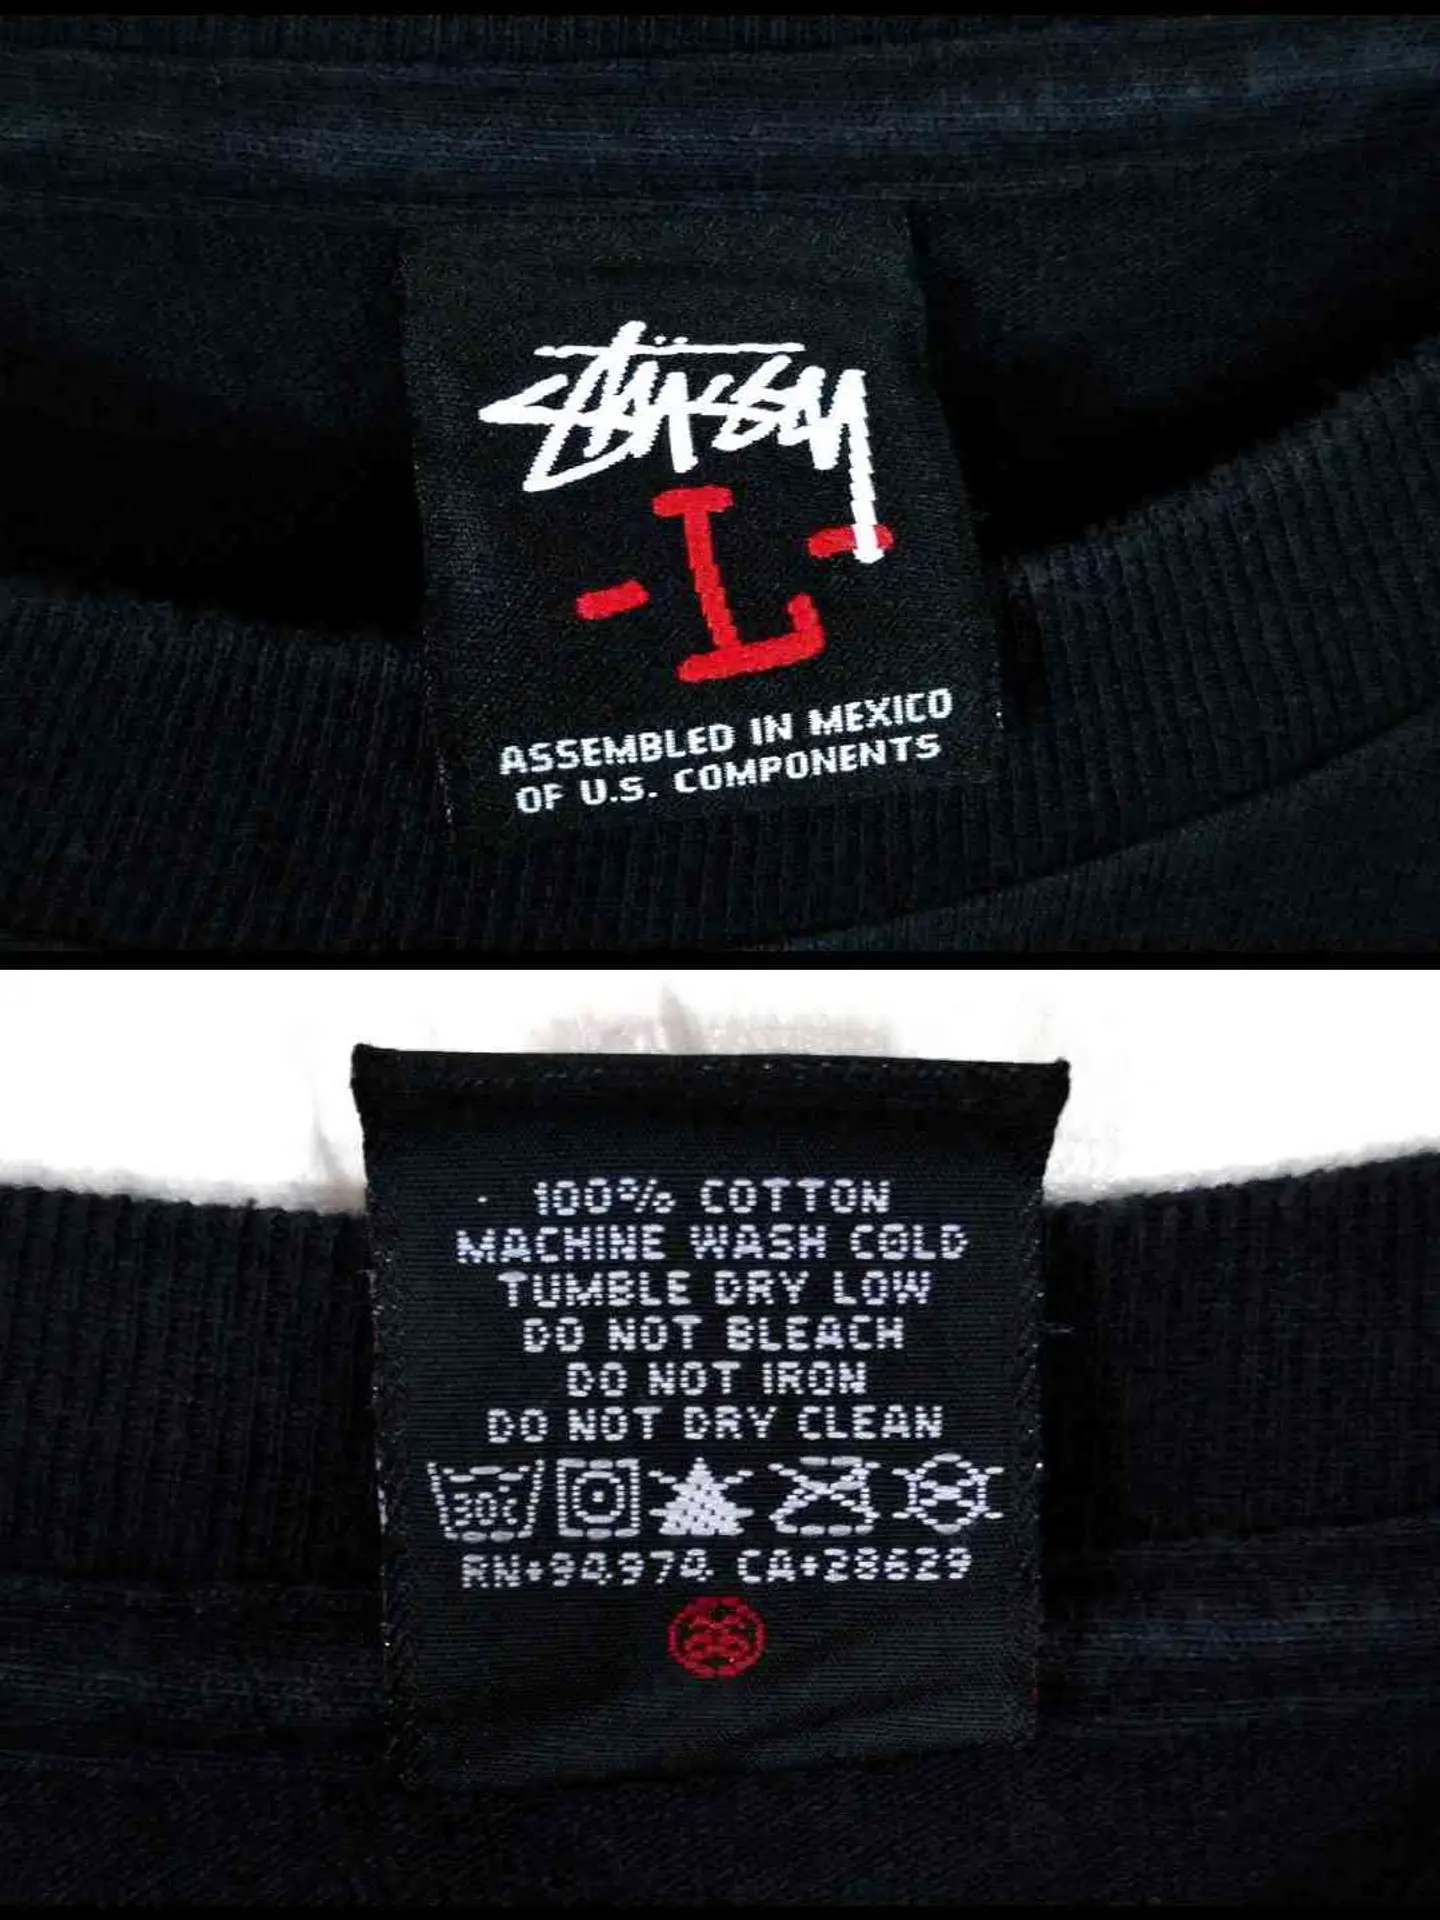 STÜSSY
-L-
ASSEMBLED IN MEXICO
OF U.S. COMPONENTS
100% COTTON
MACHINE WASH COLD
TUMBLE DRY LOW
DO NOT BLEACH
DO NOT IRON
DO NOT DRY CLEAN
30c
RN•94974 CA•28629